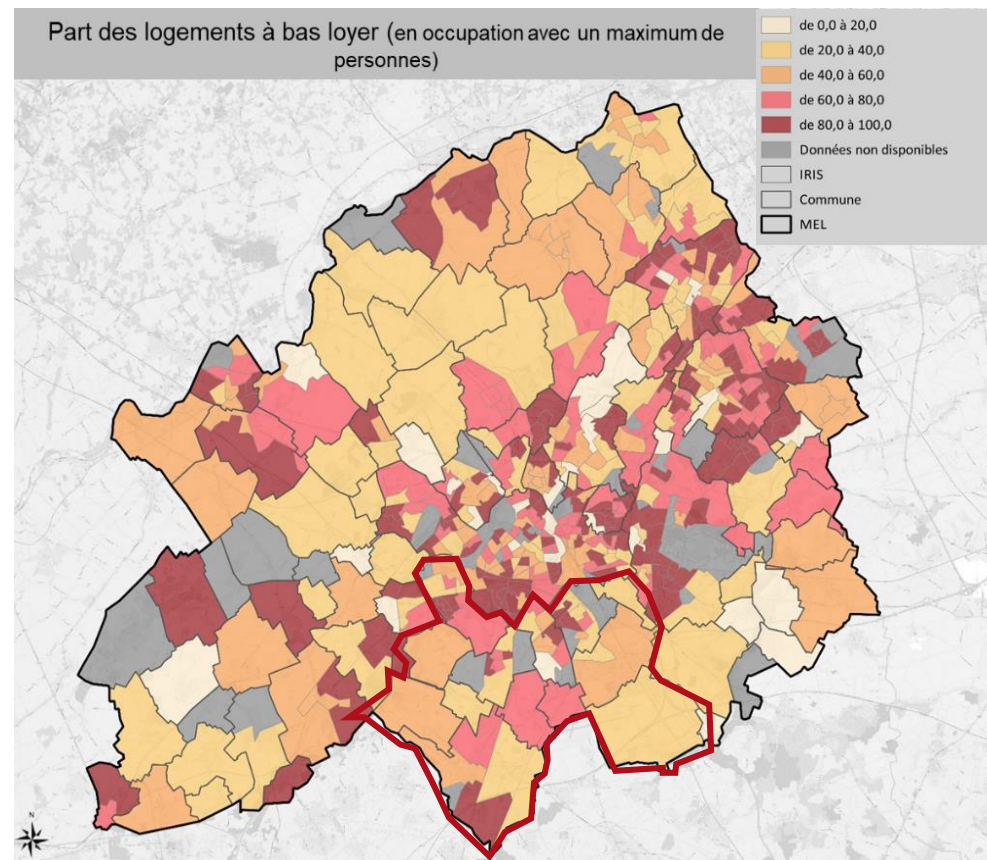 Part des logements à bas loyer (en occupation avec un maximum de
personnes)
de 0,0 à 20,0
de 20,0 à 40,0
de 40,0 à 60,0
de 60,0 à 80,0
de 80,0 à 100,0
Données non disponibles
IRIS
Commune
MEL
N